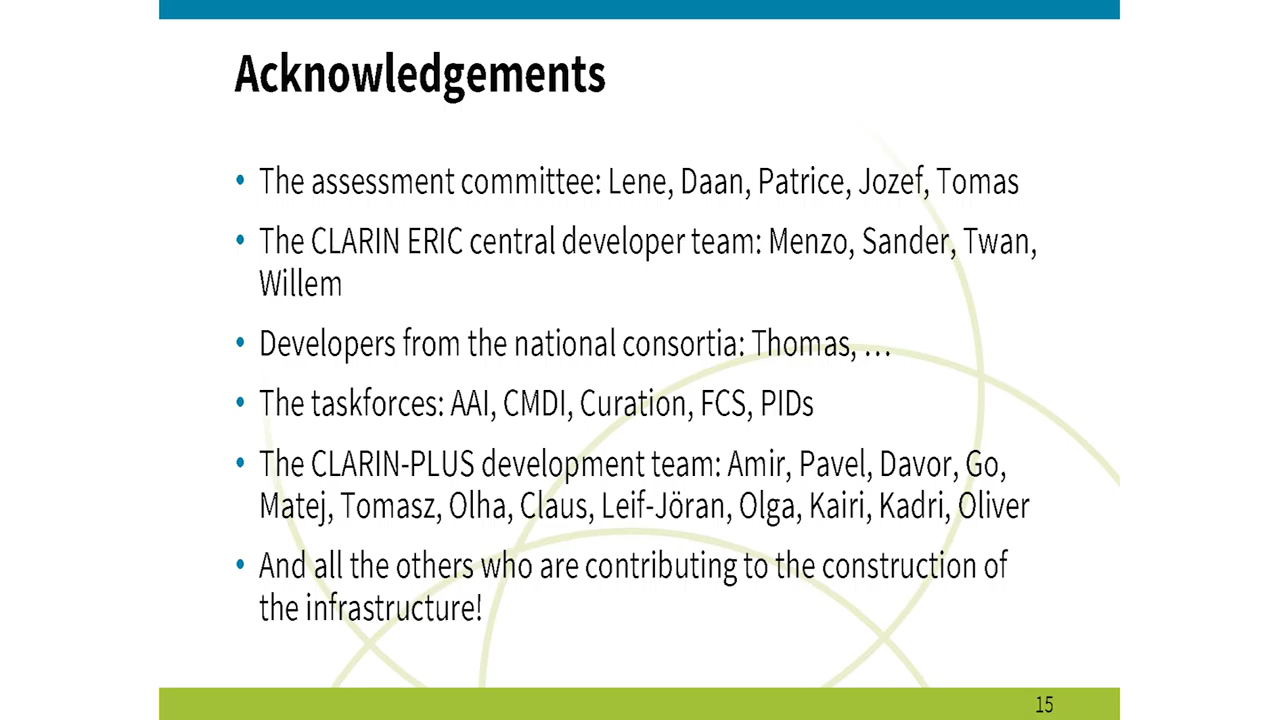 Acknowledgements
• The assessment committee: Lene, Daan, Patrice, Jozef, Tomas
• The CLARIN ERIC central developer team: Menzo, Sander, Twan,
Willem
• Developers from the national consortia: Thomas, …
• The taskforces: AAI, CMDI, Curation, FCS, PIDs
• The CLARIN-PLUS development team: Amir, Pavel, Davor, Go,
Matej, Tomasz, Olha, Claus, Leif-Jöran, Olga, Kairi, Kadri, Oliver
• And all the others who are contributing to the construction of
the infrastructure!
15